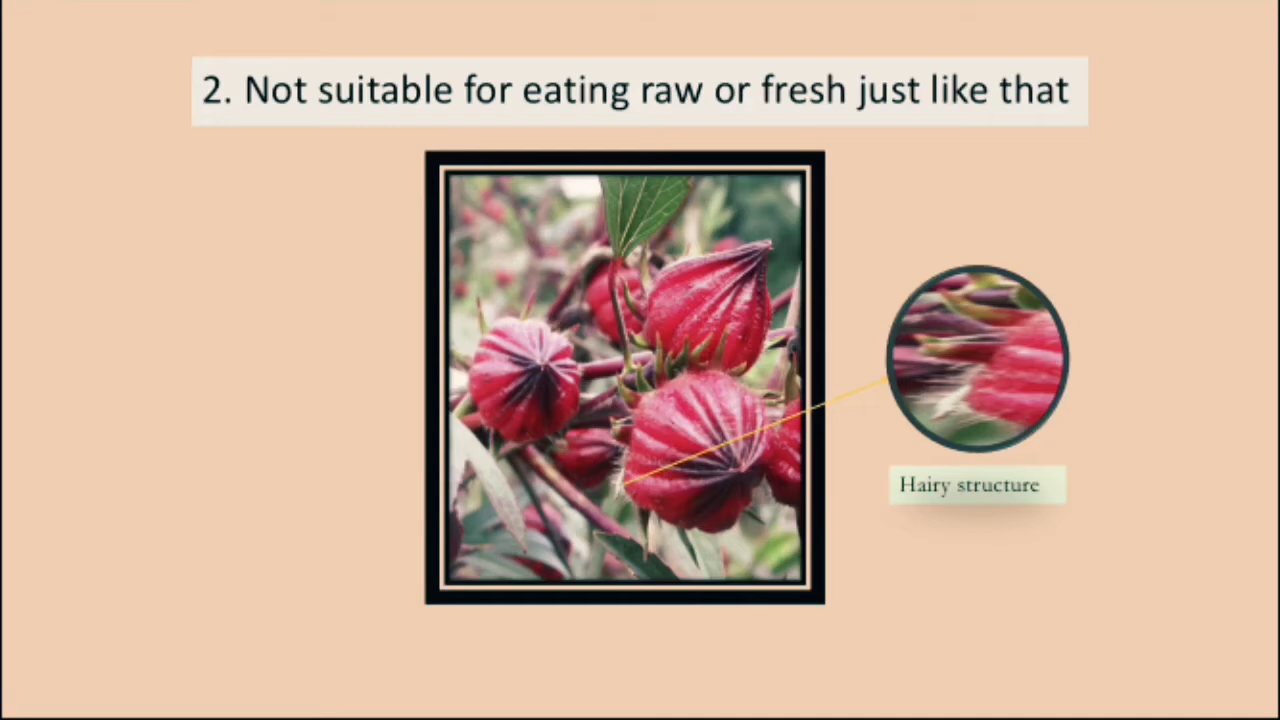 2. Not suitable for eating raw or fresh just like that
Hairy structure